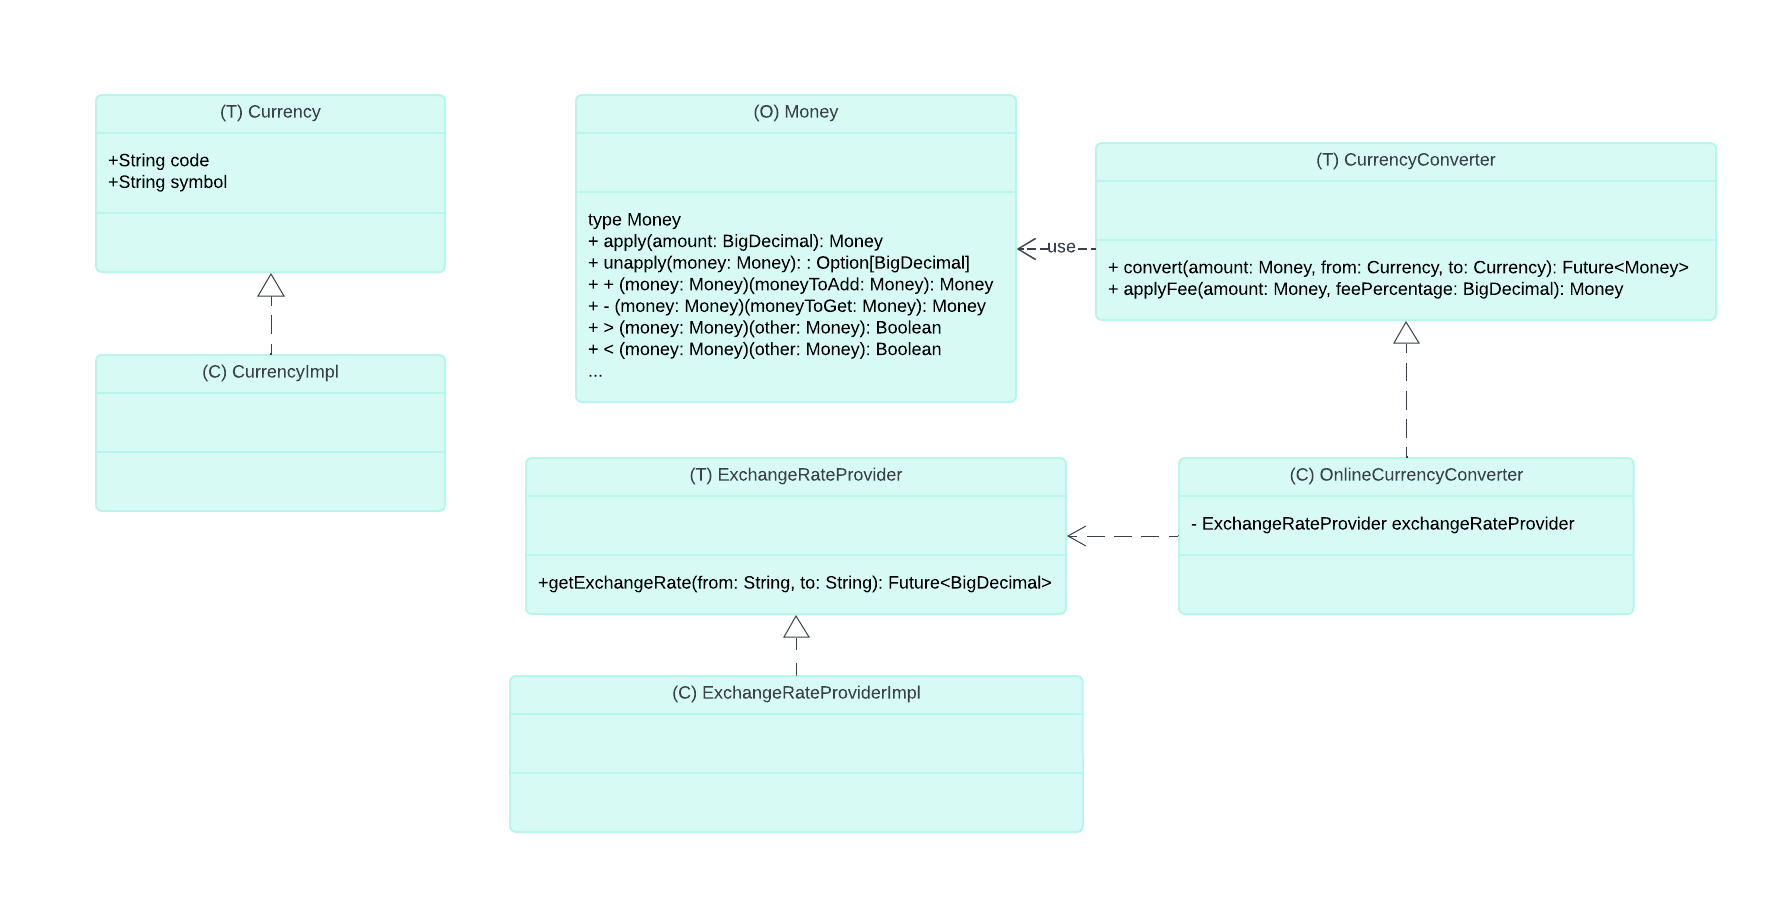 (T) Currency
+String code
+String symbol
(C) CurrencyImpl
(O) Money
type Money
+ apply(amount: BigDecimal): Money
+ unapply(money: Money): : Option[BigDecimal]
+ + (money: Money)(moneyToAdd: Money): Money
+ - (money: Money)(moneyToGet: Money): Money
+ > (money: Money)(other: Money): Boolean
+ < (money: Money)(other: Money): Boolean
...
use
(T) CurrencyConverter
+ convert(amount: Money, from: Currency, to: Currency): Future<Money>
+ applyFee(amount: Money, feePercentage: BigDecimal): Money
(T) ExchangeRateProvider
+getExchangeRate(from: String, to: String): Future<BigDecimal>
(C) OnlineCurrencyConverter
- ExchangeRateProvider exchangeRateProvider
(C) ExchangeRateProviderImpl